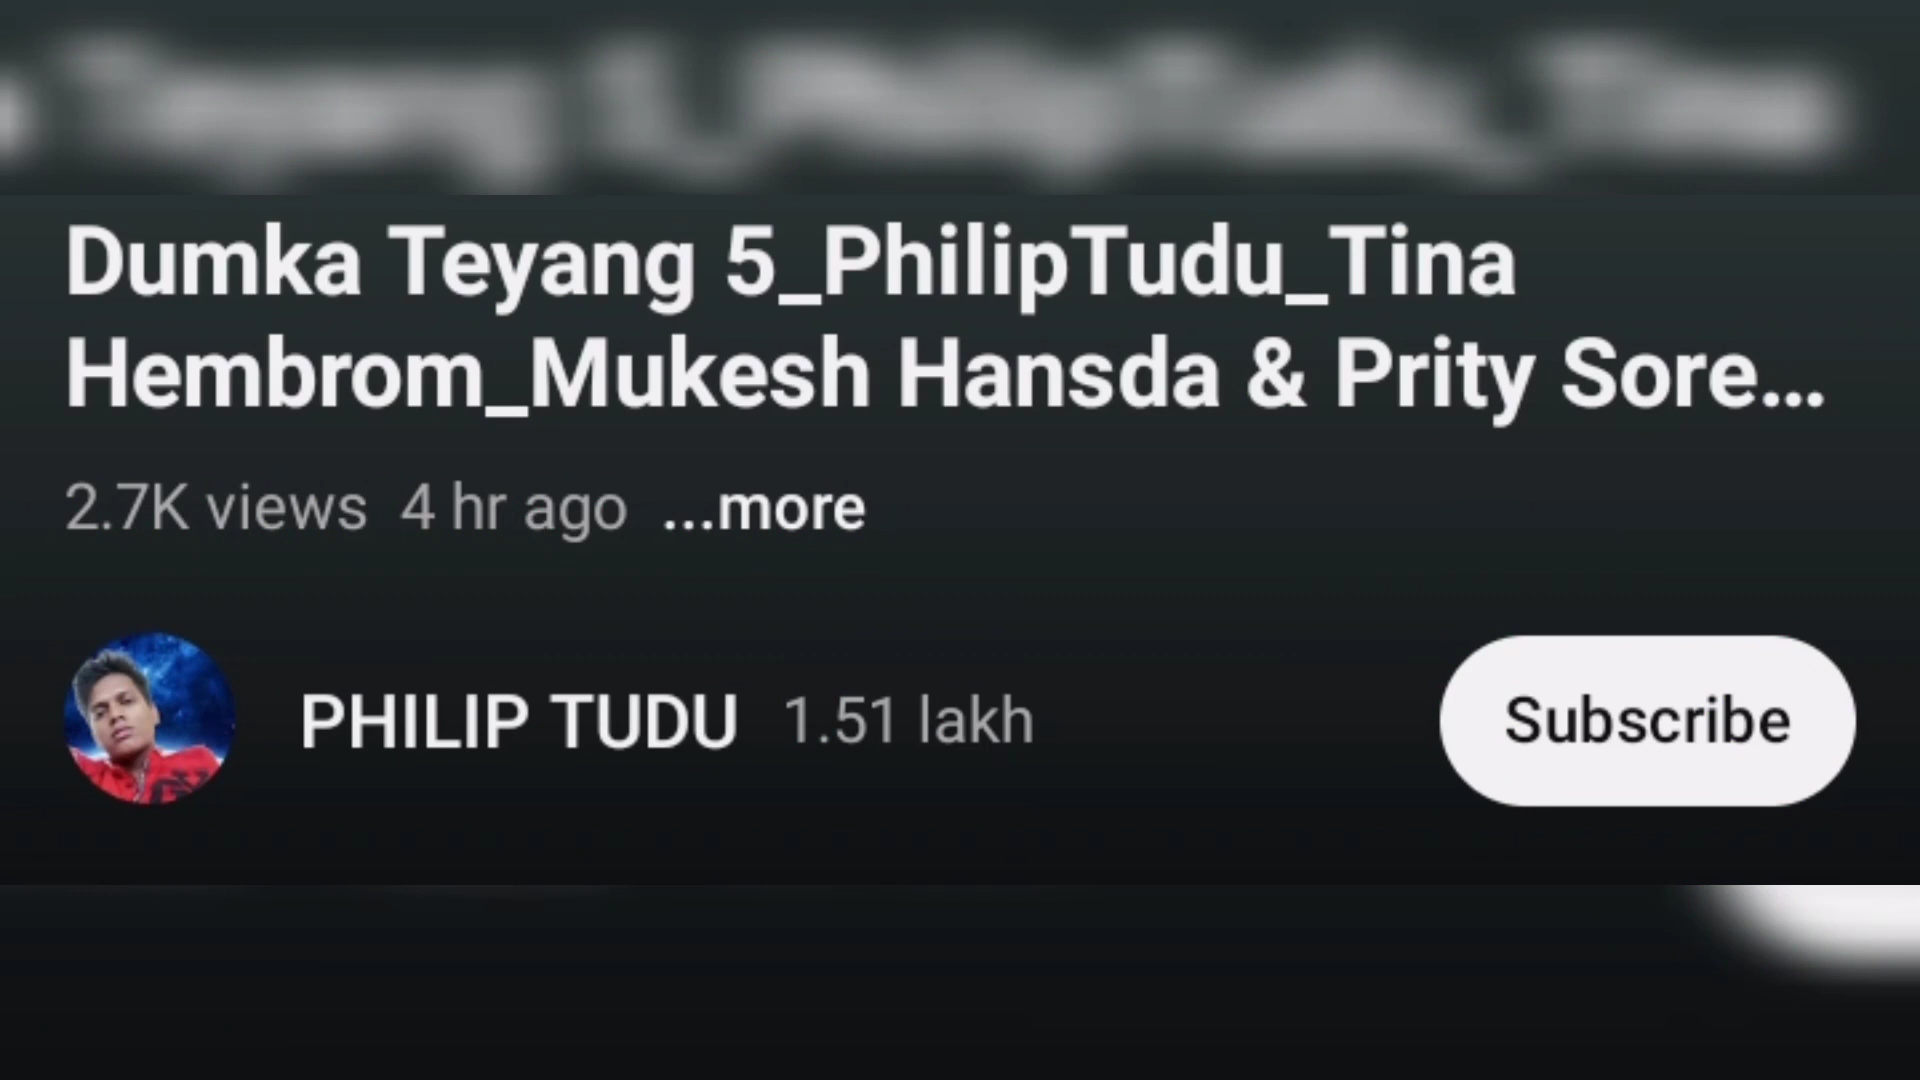 Dumka Teyang 5_PhilipTudu_Tina
Hembrom_Mukesh Hansda & Prity Sore...
2.7K views 4 hr ago ...more
PHILIP TUDU 1.51 lakh
Subscribe